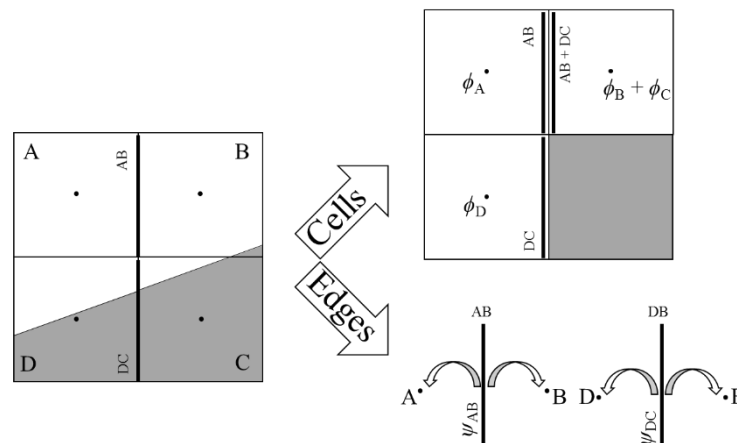 A
B
AB
D
DC
C
Cells
Edges
AB
AB + DC
ϕA
ϕB + ϕC
ϕD
DC
AB
DB
A
B
D
ψAB
ψDC